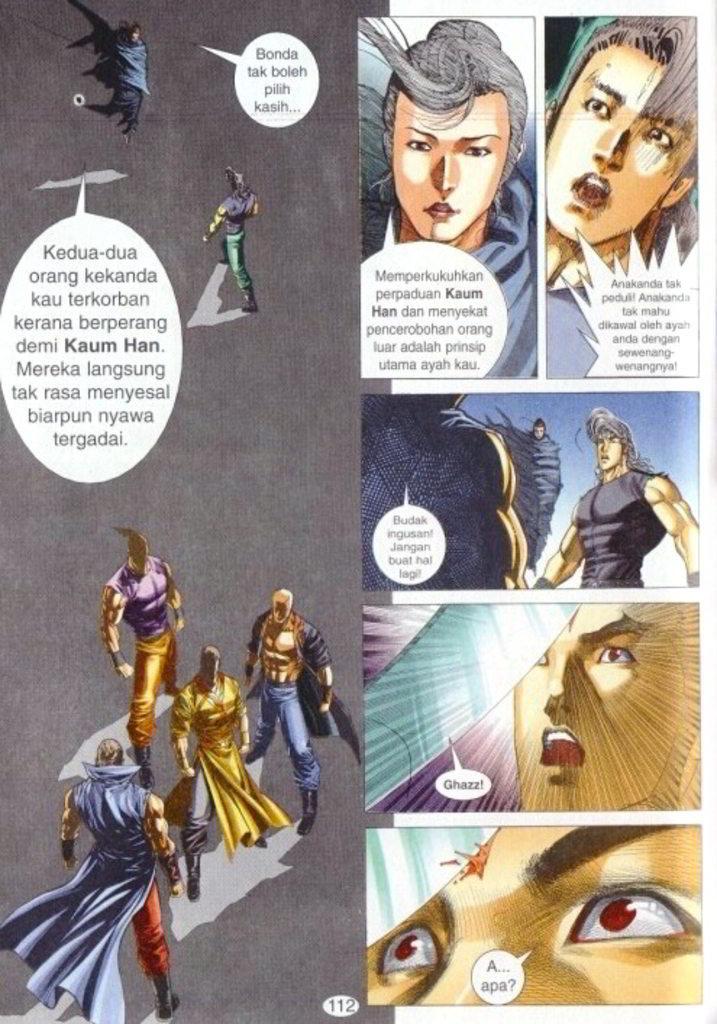 Bonda
tak boleh
pilih
kasih...
Kedua-dua
orang kekanda
kau terkorban
kerana berperang
demi Kaum Han.
Mereka langsung
tak rasa menyesal
biarpun nyawa
tergadai.
Memperkukuhkan
perpaduan Kaum
Han dan menyekat
pencerobohan orang
luar adalah prinsip
utama ayah kau.
Anakanda tak
peduli! Anakanda
tak mahu
dikawal oleh ayah
anda dengan
sewenang-
wenangnya!
Budak
ingusan!
Jangan
buat hal
lagi!
Ghazz!
A...
apa?
112